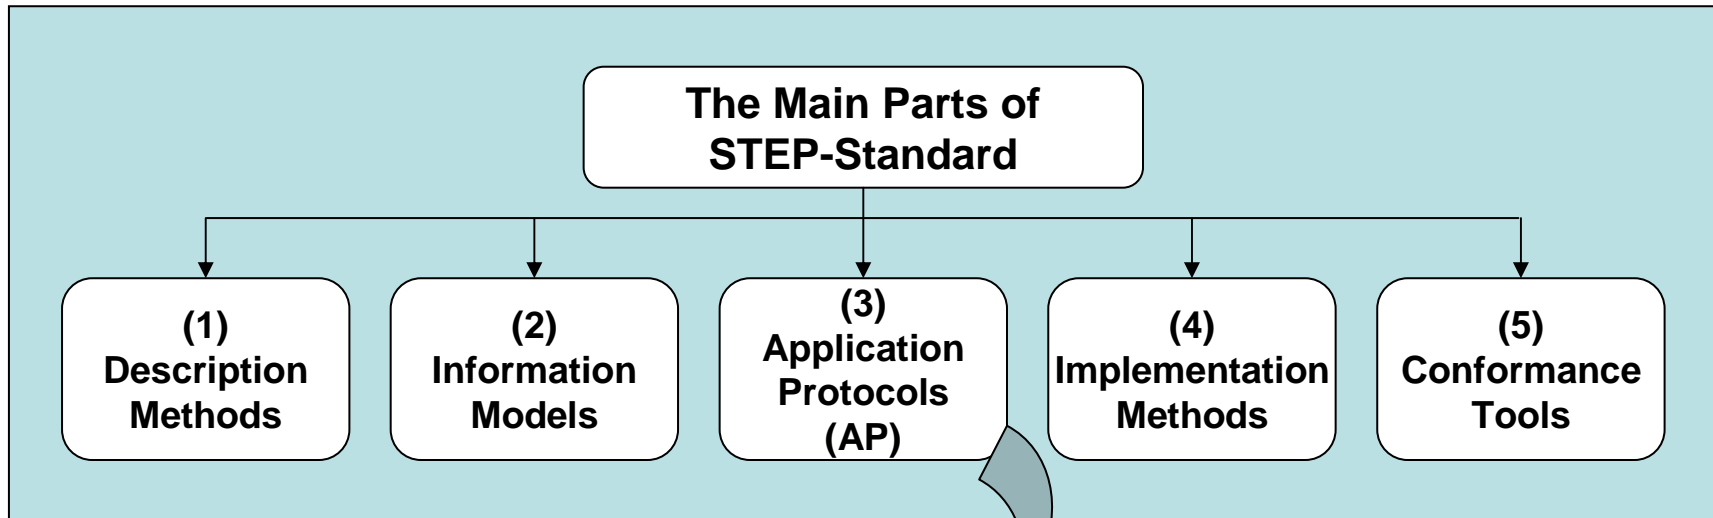 The Main Parts of
STEP-Standard
(1)
Description
Methods
(2)
Information
Models
(3)
Application
Protocols
(AP)
(4)
Implementation
Methods
(5)
Conformance
Tools